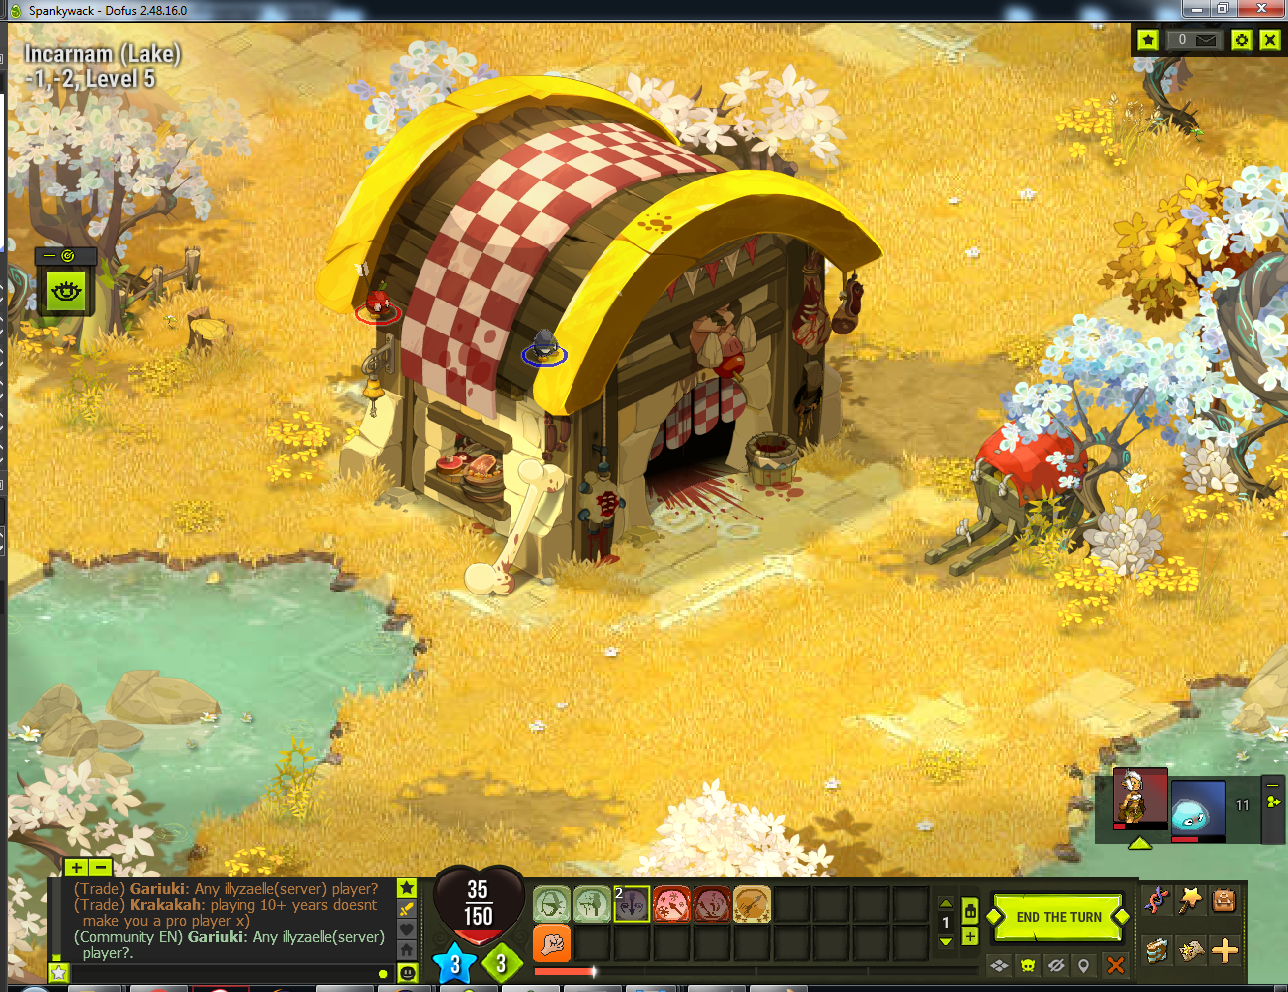 Spankywack - Dofus 2.48.16.0
Incarnam (Lake)
-1, -2, Level 5
0
11
(Trade) Gariuki: Any illyzaelle(server) player?
(Trade) Krakakah: playing 10+ years doesnt
make you a pro player x)
(Community EN) Gariuki: Any illyzaelle(server)
player?.
35
150
3
3
2
1
END THE TURN